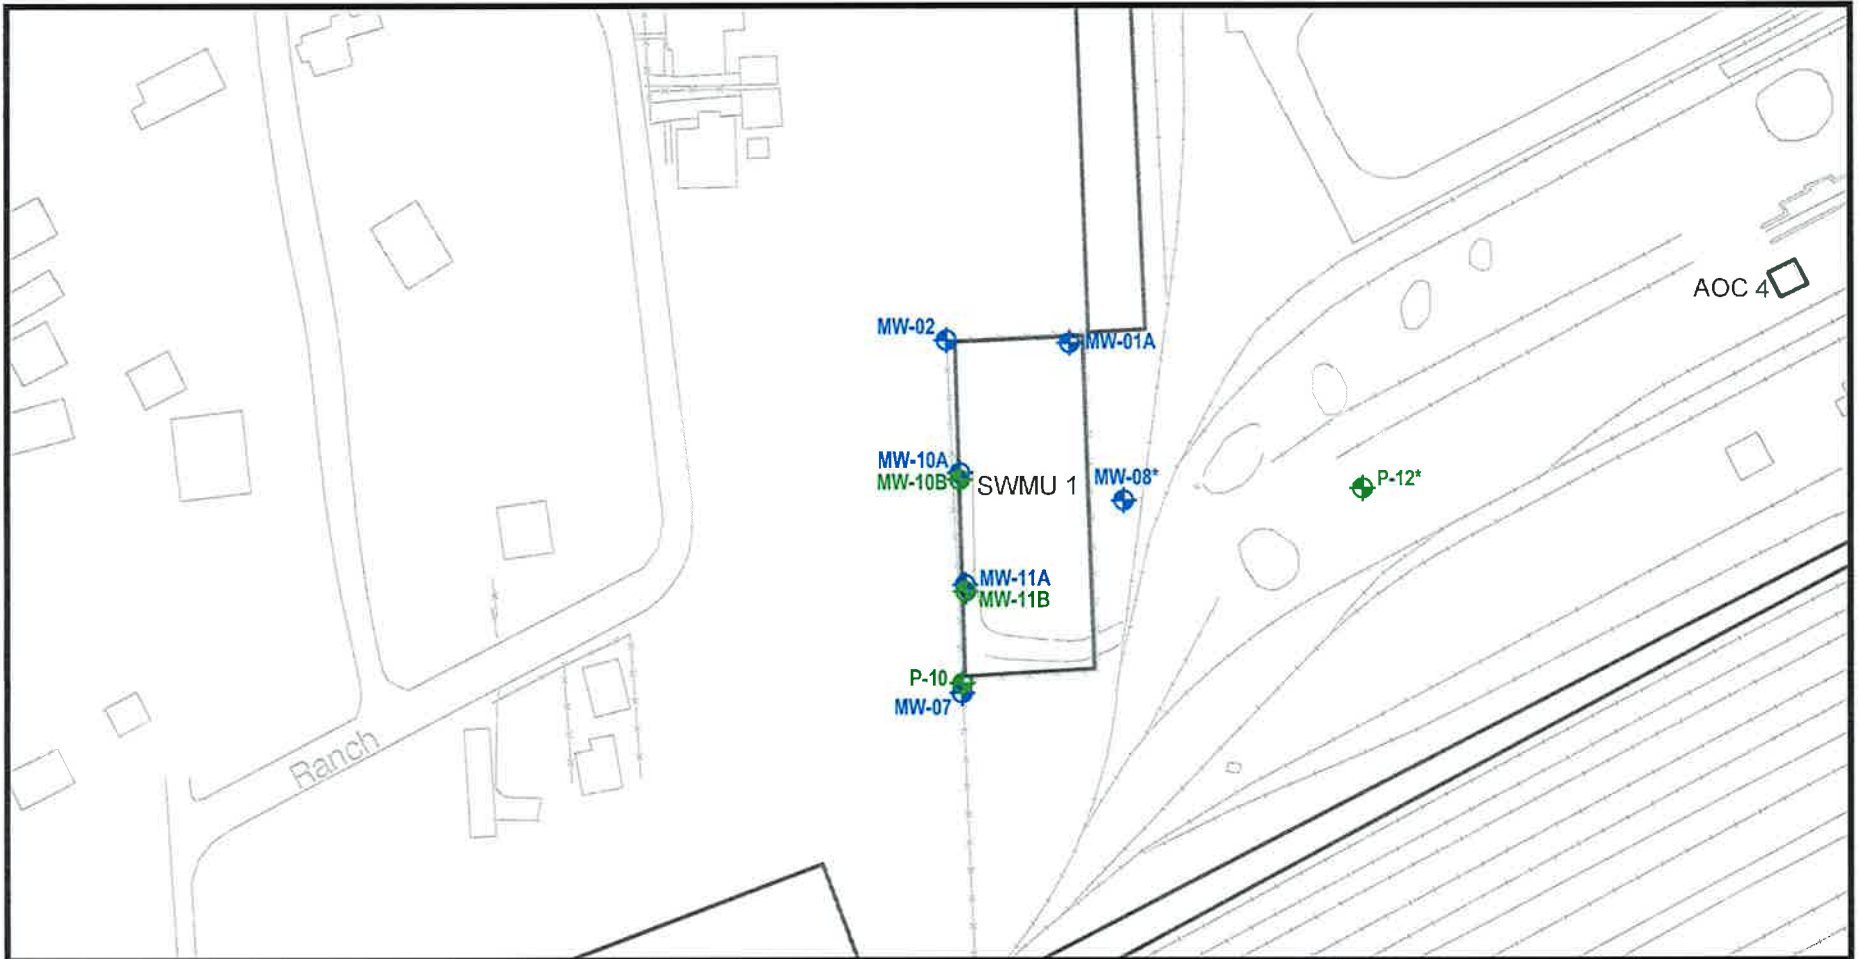 AOC 4
MW-02
MW-01A
MW-10A
MW-10B
SWMU 1
MW-08*
P-12*
MW-11A
MW-11B
P-10
MW-07
Ranch